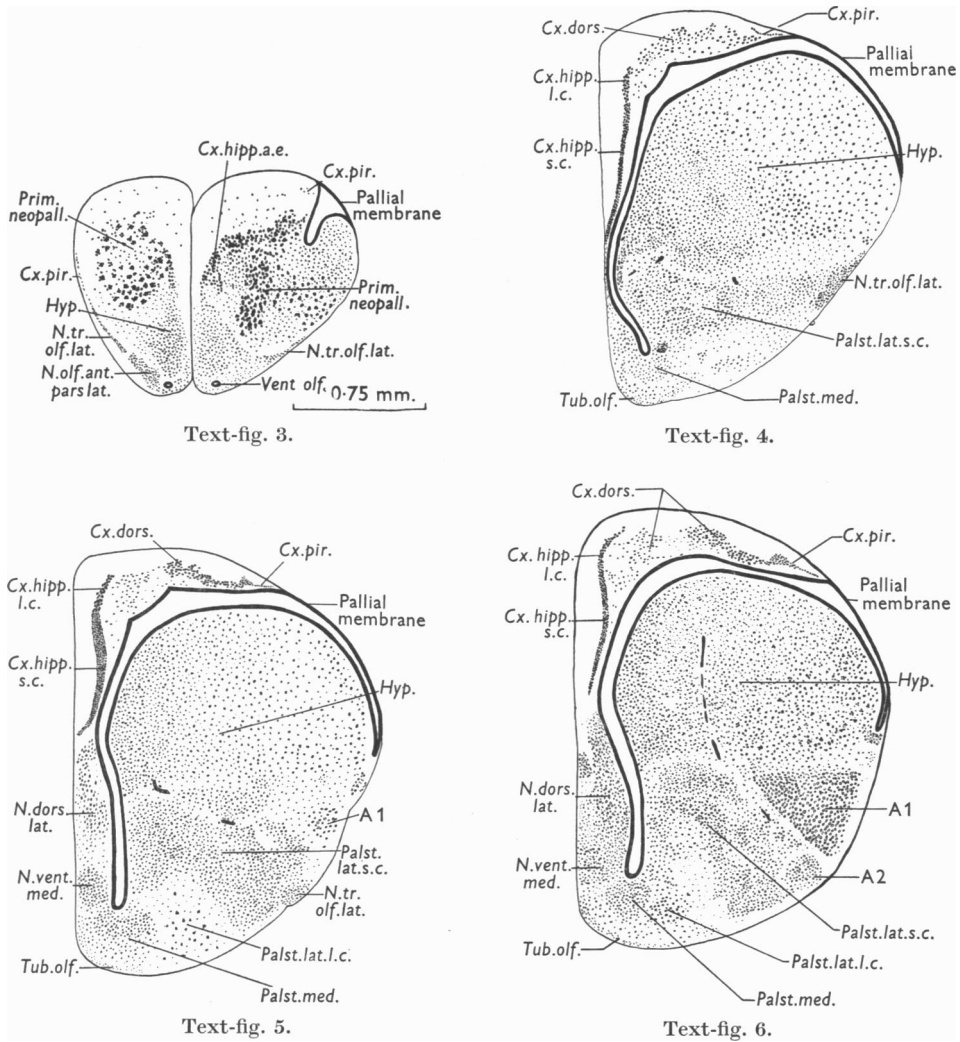 Cx.hipp.a.e.
Cx.pir.
Prim.
neopall.
Pallial
membrane
Cx.pir.
Prim.
neopall.
Hyp.
N.tr.
olf.lat.
N.tr.olf.lat.
N.olf.ant.
pars lat.
Vent olf.
0·75 mm.
Text-fig. 3.
Cx.dors.
Cx.pir.
Pallial
membrane
Cx.hipp.
l.c.
Cx.hipp.
s.c.
Hyp.
N.tr.olf.lat.
Palst.lat.s.c.
Tub.olf.
Palst.med.
Text-fig. 4.
Cx.dors.
Cx.pir.
Cx.hipp.
l.c.
Pallial
membrane
Cx.hipp.
s.c.
Hyp.
N.dors.
lat.
A1
Palst.
lat.s.c.
N.vent.
med.
N.tr.
olf.lat.
Palst.lat.l.c.
Tub.olf.
Palst.med.
Text-fig. 5.
Cx.dors.
Cx.pir.
Cx.hipp.
l.c.
Pallial
membrane
Cx. hipp.
s.c.
Hyp.
N.dors.
lat.
A1
N.vent.
med.
A2
Palst.lat.s.c.
Tub.olf.
Palst.lat.l.c.
Palst.med.
Text-fig. 6.